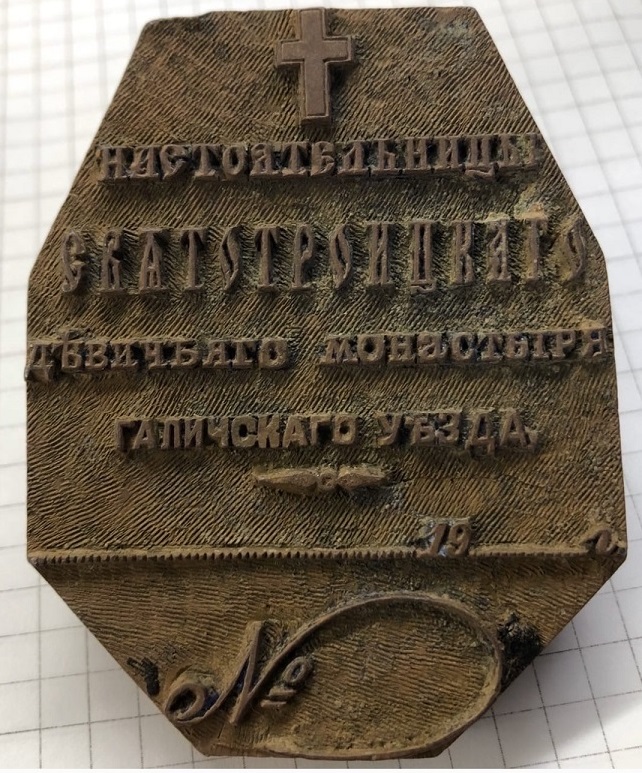 НАСТОЯТЕЛЬНИЦЫ
СВЯТОТРОИЦКАГО
ДѢВИЧЬЯГО МОНАСТЫРЯ
ГАЛИЧСКАГО УѢЗДА,
19 г.
№